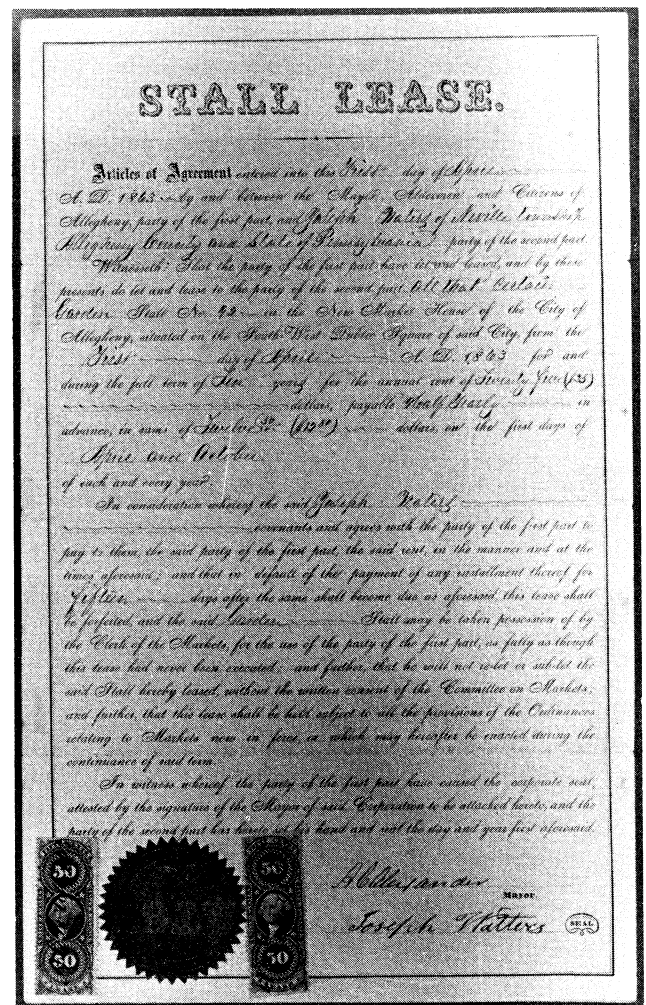 STALL LEASE.
Articles of Agreement entered into this First day of April
A. D. 1863 by and between the Mayor, Aldermen and Citizens of
Allegheny, party of the first part, and Joseph Waters of Neville Township
Allegheny County and State of Pennsylvania, party of the second part.
Witnesseth: That the party of the first part have let and leased, and by these
presents do let and lease to the party of the second part, all that certain
Garden Stall No. 42 in the New Market House of the City of
Allegheny, situated on the South-West Public Square of said City, from the
First day of April A. D. 1863 for and
during the full term of Ten years for the annual rent of Twenty Five ($25)
dollars, payable Half Yearly in
advance, in sums of Twelve 50 ($12 50) dollars, on the first days of
April and October
of each and every year.
In consideration whereof the said Joseph Waters
covenants and agrees with the party of the first part to
pay to them, the said party of the first part, the said rent, in the manner and at the
times aforesaid; and that in default of the payment of any installment thereof for
fifteen days after the same shall become due as aforesaid, this lease shall
be forfeited, and the said Garden Stall may be taken possession of by
the Clerk of the Markets, for the use of the party of the first part, as fully as though
this lease had never been executed; and further, that he will not re-let or sub-let the
said Stall hereby leased, without the written consent of the Committee on Markets;
and further, that this lease shall be held subject to all the provisions of the Ordinances
relating to Markets now in force, or which may hereafter be enacted during the
continuance of said term.
In witness whereof the party of the first part have caused the corporate seal,
attested by the signature of the Mayor of said Corporation to be attached hereto, and the
party of the second part has hereto set his hand and seal the day and year first aforesaid.
A C Alexander
Mayor.
Joseph Walters
SEAL
50
50
50
50